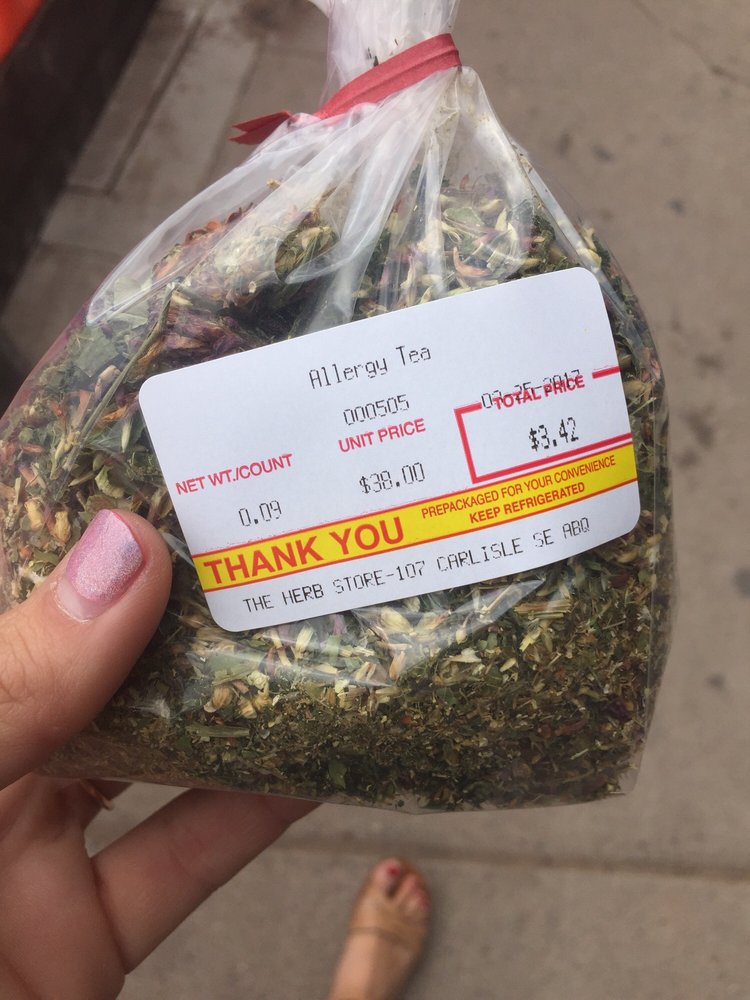 Allergy Tea
000505
TOTAL PRICE
NET WT./COUNT
UNIT PRICE
$3.42
0.09
$38.00
PREPACKAGED FOR YOUR CONVENIENCE
THANK YOU
KEEP REFRIGERATED
THE HERB STORE-107 CARLISLE SE ABQ